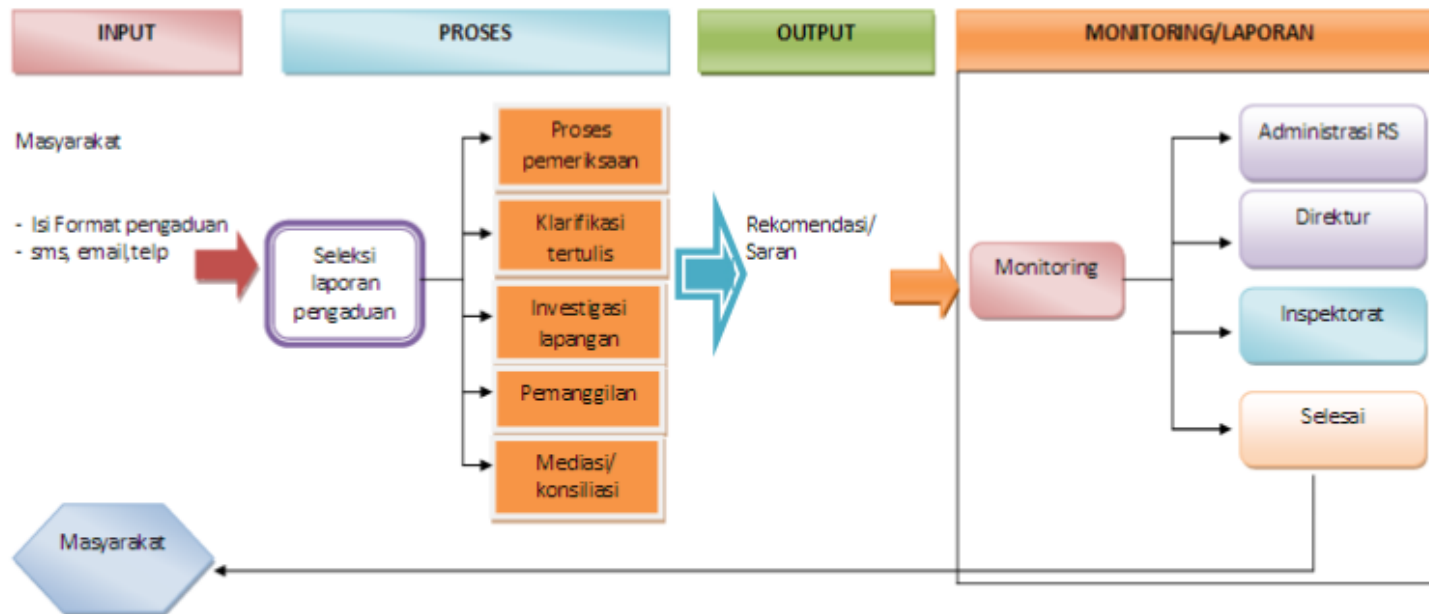 INPUT
PROSES
OUTPUT
MONITORING/LAPORAN
Masyarakat
- Isi Format pengaduan
- sms, email,telp
Seleksi
laporan
pengaduan
Proses
pemeriksaan
Klarifikasi
tertulis
Investigasi
lapangan
Pemanggilan
Mediasi/
konsiliasi
Rekomendasi/
Saran
Monitoring
Administrasi RS
Direktur
Inspektorat
Selesai
Masyarakat